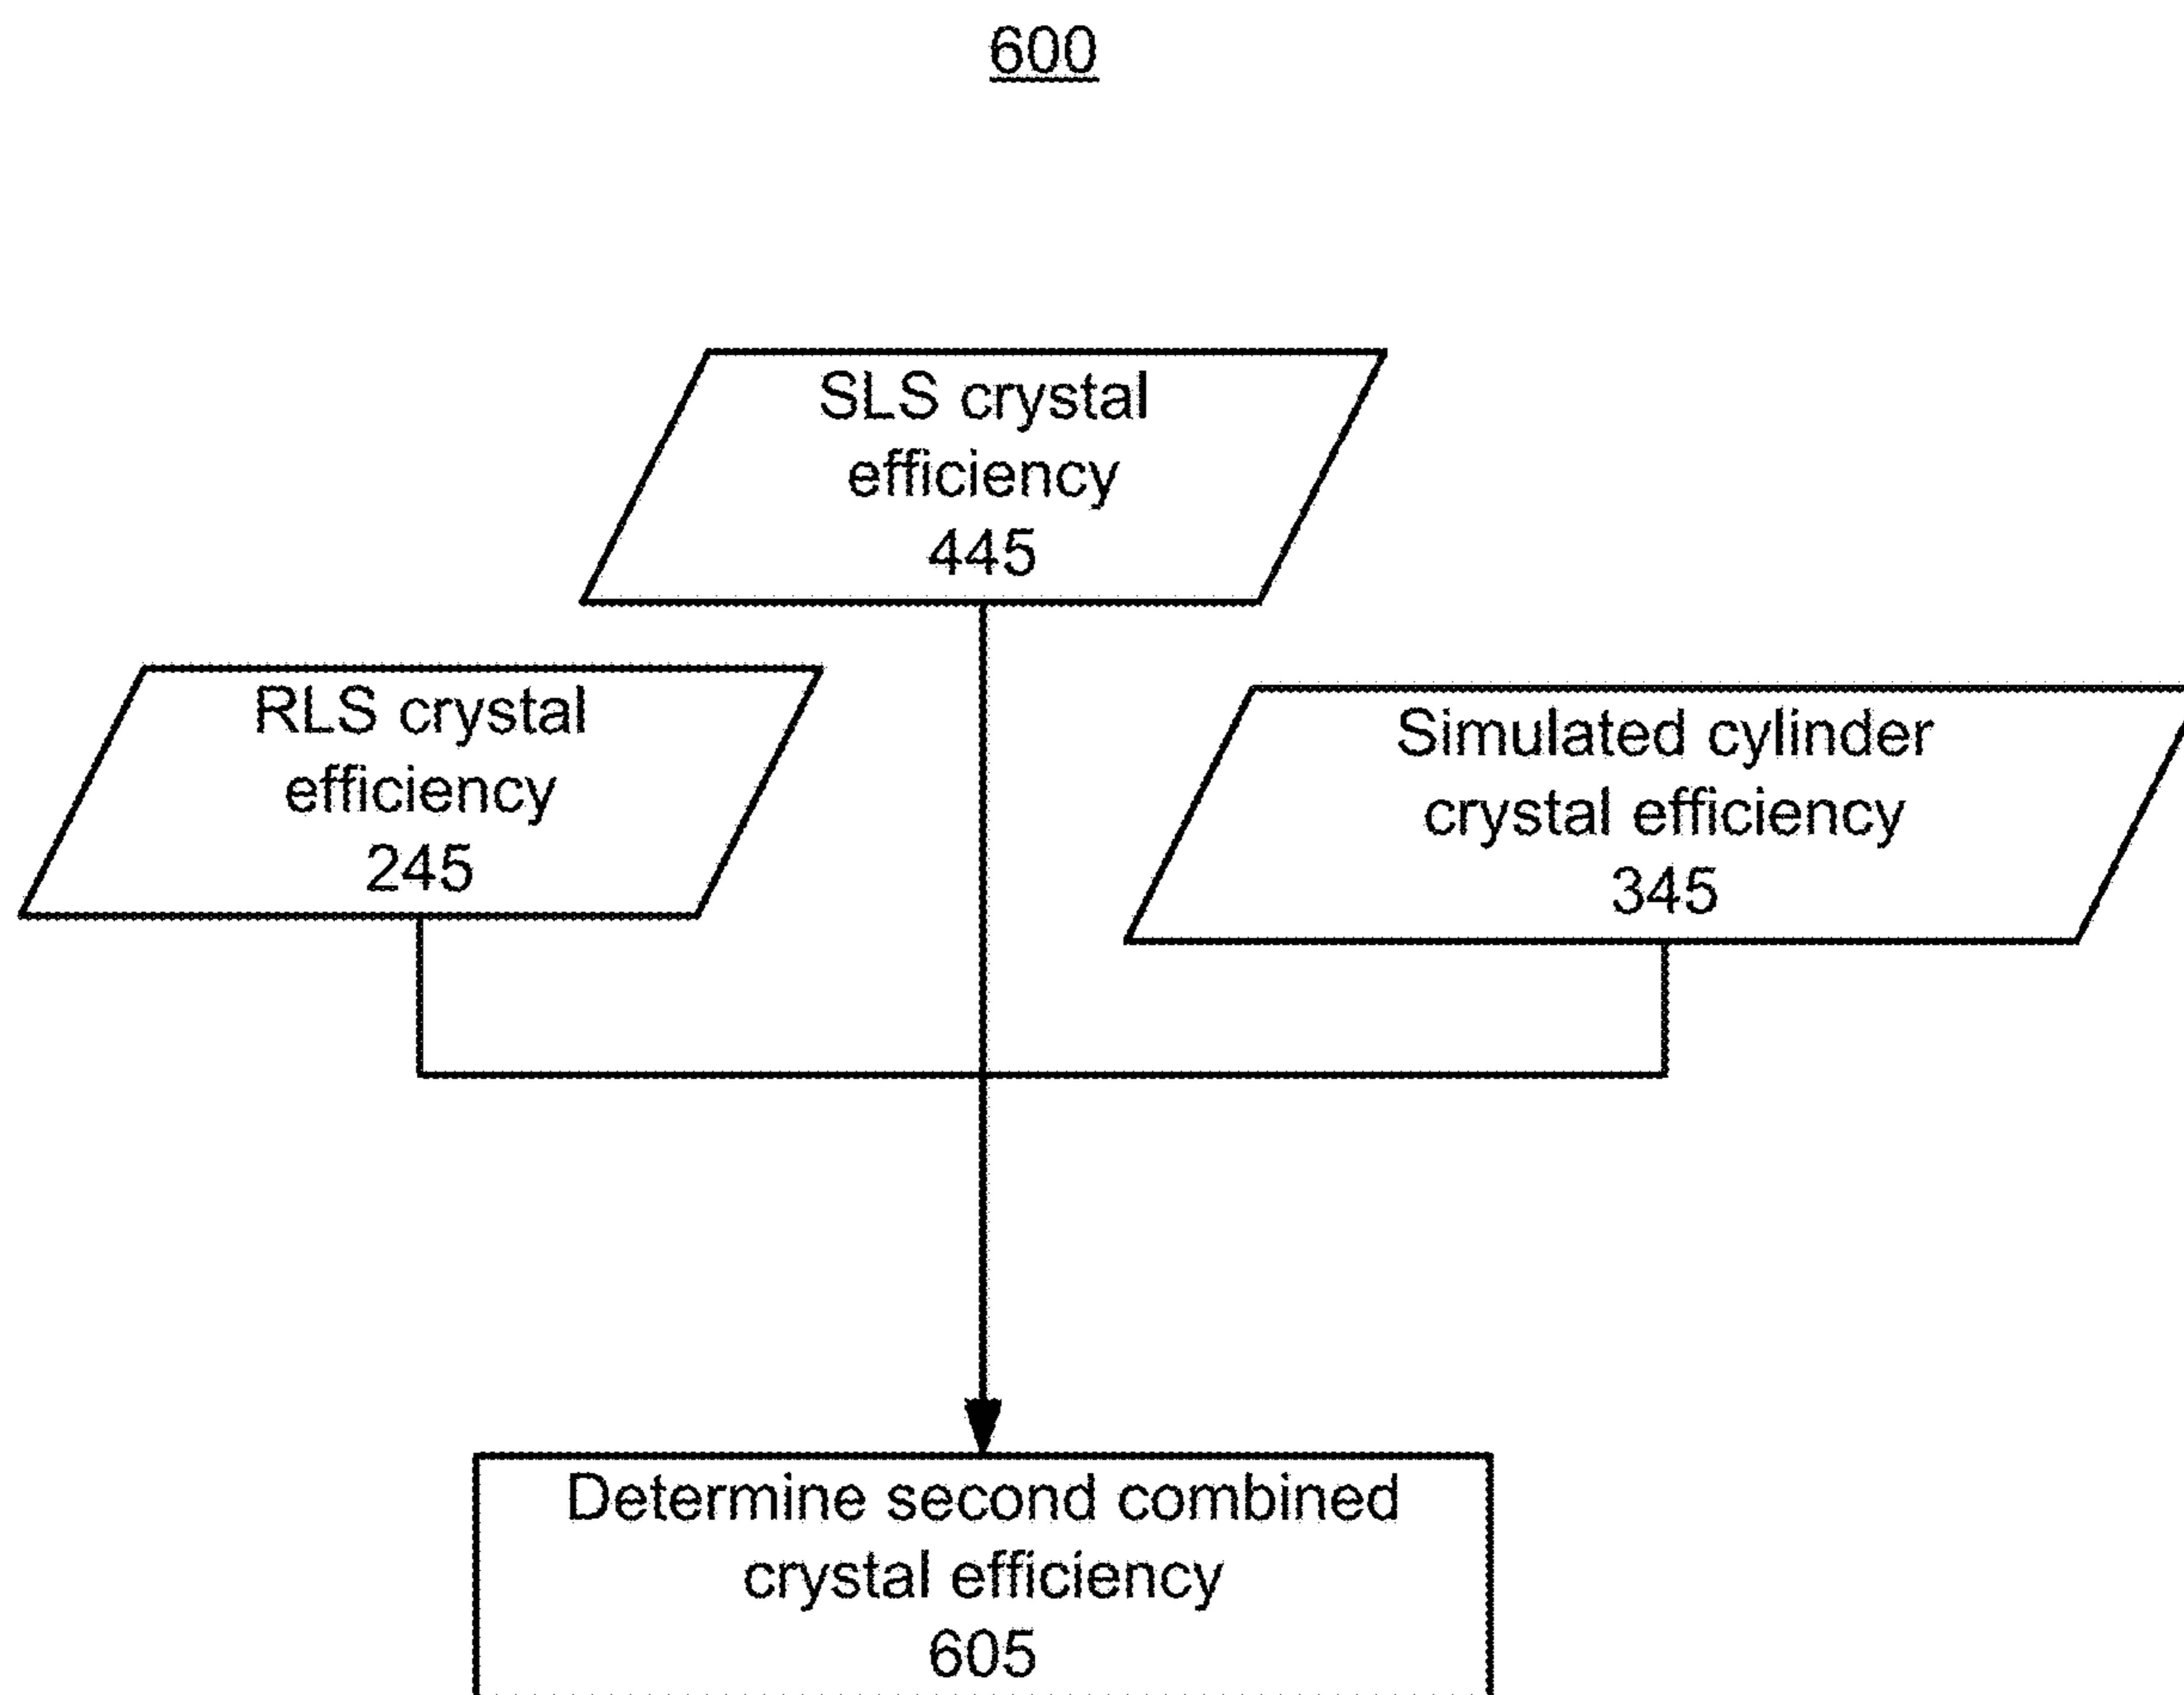 600
SLS crystal
efficiency
445
RLS crystal
efficiency
245
Simulated cylinder
crystal efficiency
345
Determine second combined
crystal efficiency
605